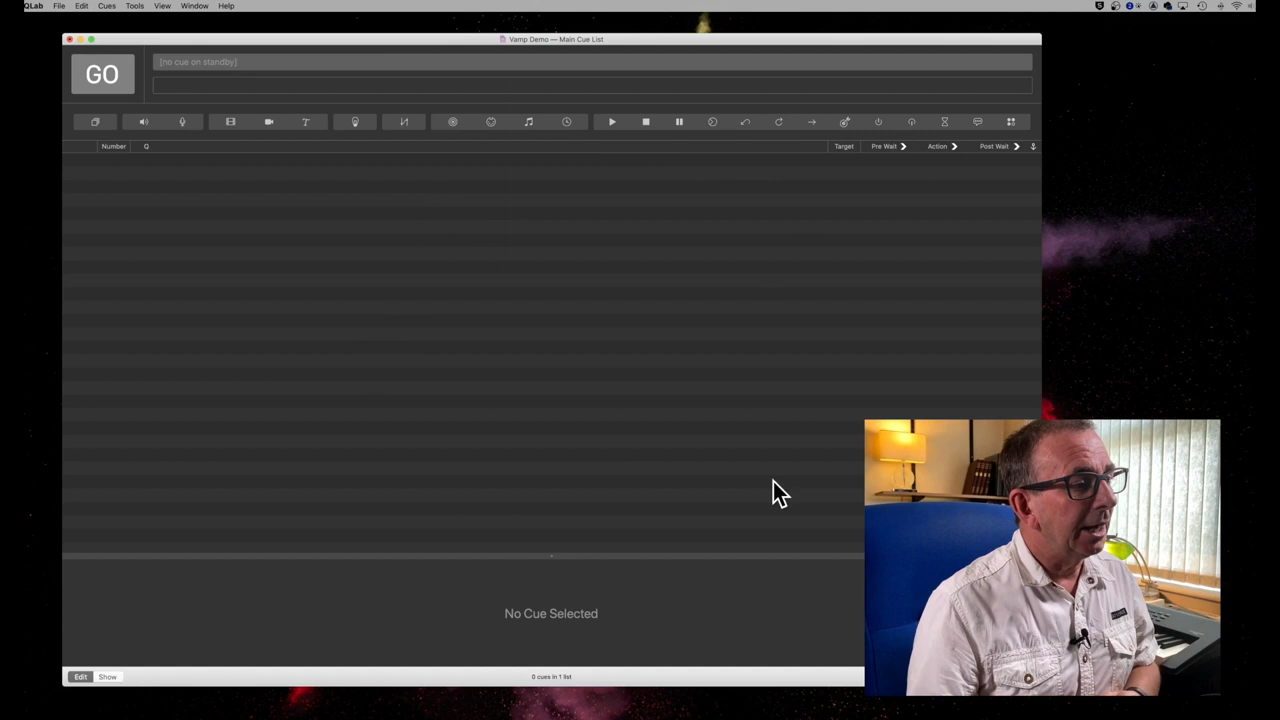 QLab File Edit Cues Tools View Window Help
Vamp Demo — Main Cue List
GO
[no cue on standby]
Number Q Target Pre Wait Action Post Wait
No Cue Selected
Edit Show
0 cues in 1 list